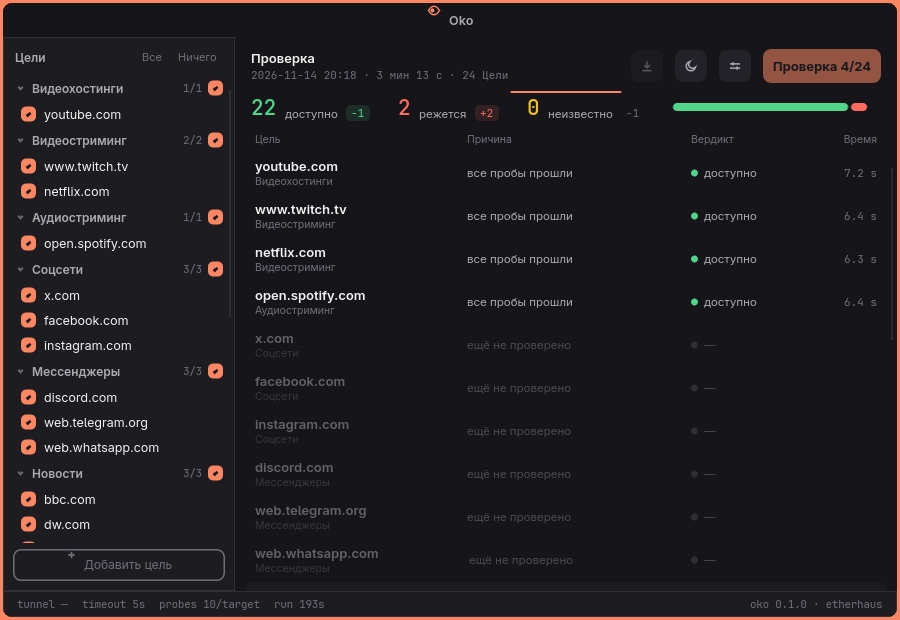 Oko
Цели
Все
Ничего
Видеохостинги 1/1
youtube.com
Видеостриминг 2/2
www.twitch.tv
netflix.com
Аудиостриминг 1/1
open.spotify.com
Соцсети 3/3
x.com
facebook.com
instagram.com
Мессенджеры 3/3
discord.com
web.telegram.org
web.whatsapp.com
Новости 3/3
bbc.com
dw.com
+ Добавить цель
Проверка
2026-11-14 20:18 · 3 мин 13 с · 24 Цели
Проверка 4/24
22 доступно -1
2 режется +2
0 неизвестно -1
Цель Причина Вердикт Время
youtube.com
Видеохостинги
все пробы прошли доступно 7.2 s
www.twitch.tv
Видеостриминг
все пробы прошли доступно 6.4 s
netflix.com
Видеостриминг
все пробы прошли доступно 6.3 s
open.spotify.com
Аудиостриминг
все пробы прошли доступно 6.4 s
x.com
Соцсети
ещё не проверено —
facebook.com
Соцсети
ещё не проверено —
instagram.com
Соцсети
ещё не проверено —
discord.com
Мессенджеры
ещё не проверено —
web.telegram.org
Мессенджеры
ещё не проверено —
web.whatsapp.com
Мессенджеры
ещё не проверено —
tunnel — timeout 5s probes 10/target run 193s
oko 0.1.0 · etherhaus